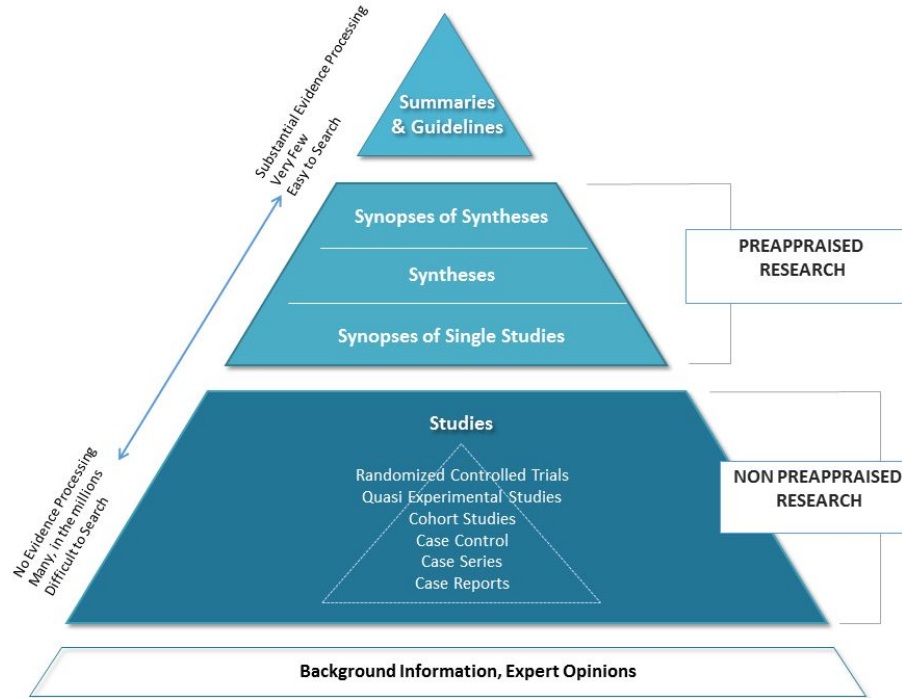 Substantial Evidence Processing
Very Few
Easy to Search
Summaries
& Guidelines
Synopses of Syntheses
Syntheses
Synopses of Single Studies
PREAPPRAISED
RESEARCH
No Evidence Processing
Many, in the millions
Difficult to Search
Studies
Randomized Controlled Trials
Quasi Experimental Studies
Cohort Studies
Case Control
Case Series
Case Reports
NON PREAPPRAISED
RESEARCH
Background Information, Expert Opinions